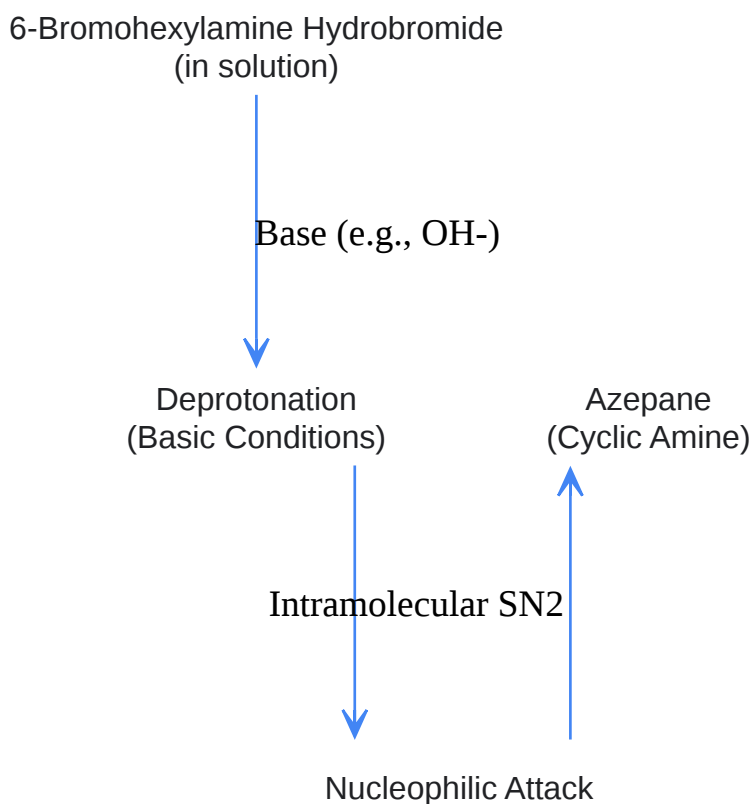 6-Bromohexylamine Hydrobromide
(in solution)
Base (e.g., OH-)
Deprotonation
(Basic Conditions)
Azepane
(Cyclic Amine)
Intramolecular SN2
Nucleophilic Attack